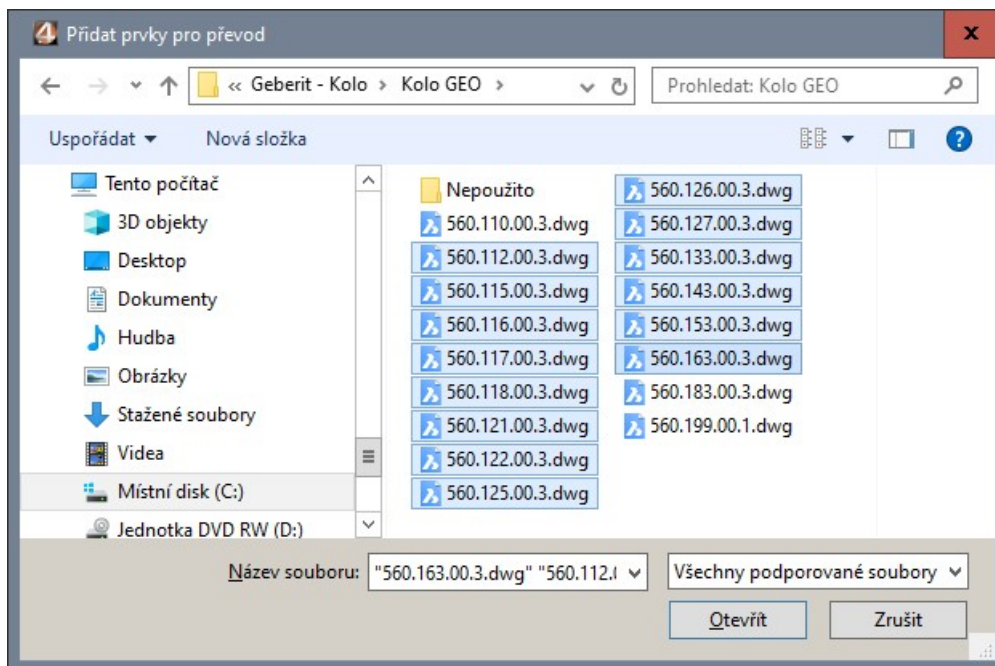 Přidat prvky pro převod
« Geberit - Kolo › Kolo GEO ›
Prohledat: Kolo GEO
Uspořádat
Nová složka
Tento počítač
3D objekty
Desktop
Dokumenty
Hudba
Obrázky
Stažené soubory
Videa
Místní disk (C:)
Jednotka DVD RW (D:)
Nepoužito
560.110.00.3.dwg
560.112.00.3.dwg
560.115.00.3.dwg
560.116.00.3.dwg
560.117.00.3.dwg
560.118.00.3.dwg
560.121.00.3.dwg
560.122.00.3.dwg
560.125.00.3.dwg
560.126.00.3.dwg
560.127.00.3.dwg
560.133.00.3.dwg
560.143.00.3.dwg
560.153.00.3.dwg
560.163.00.3.dwg
560.183.00.3.dwg
560.199.00.1.dwg
Název souboru: "560.163.00.3.dwg" "560.112.(
Všechny podporované soubory
Otevřít
Zrušit